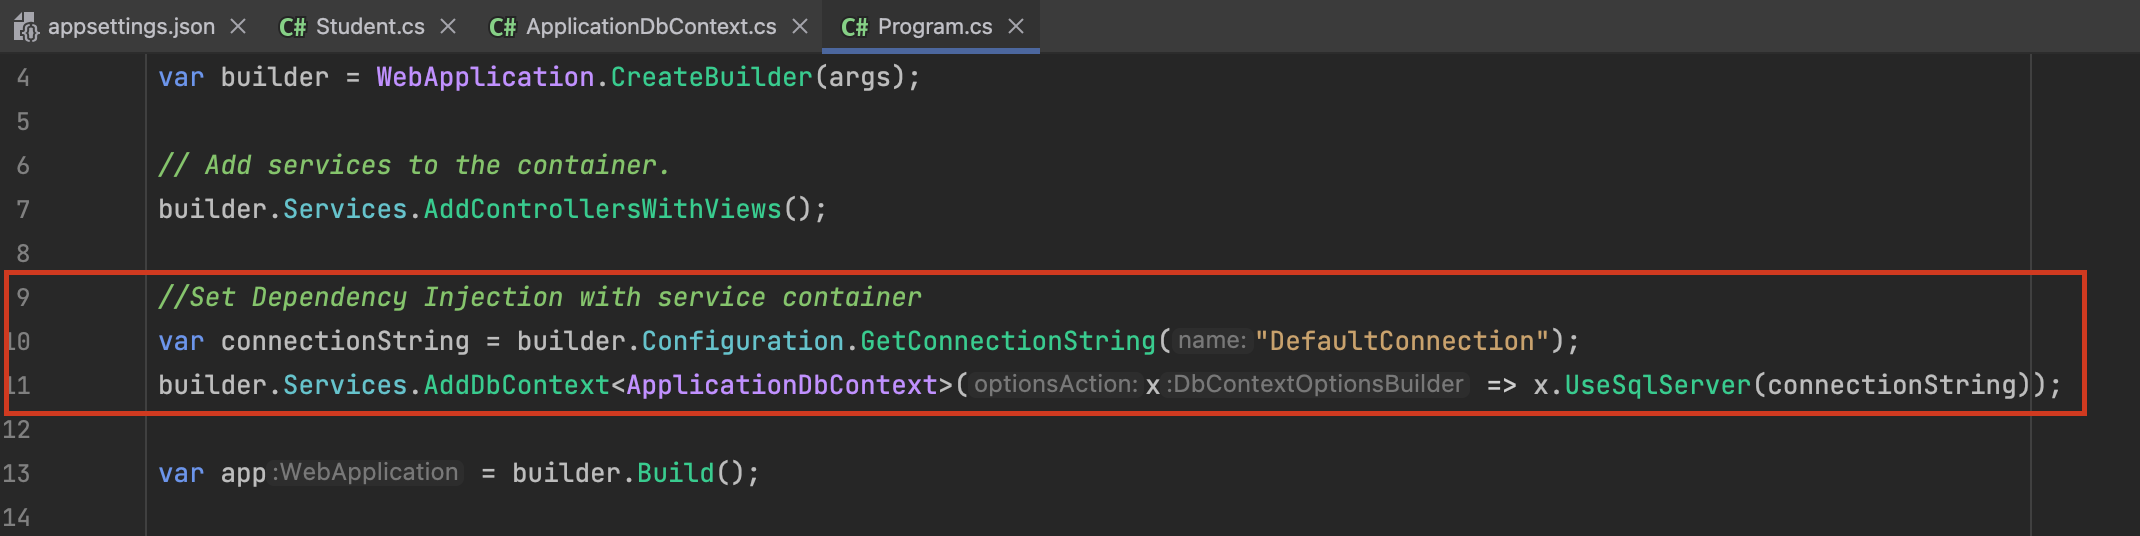 appsettings.json C# Student.cs C# ApplicationDbContext.cs C# Program.cs
4 var builder = WebApplication.CreateBuilder(args);
5
6 // Add services to the container.
7 builder.Services.AddControllersWithViews();
8
9 //Set Dependency Injection with service container
10 var connectionString = builder.Configuration.GetConnectionString( name: "DefaultConnection");
11 builder.Services.AddDbContext<ApplicationDbContext>( optionsAction: x :DbContextOptionsBuilder => x.UseSqlServer(connectionString));
12
13 var app :WebApplication = builder.Build();
14